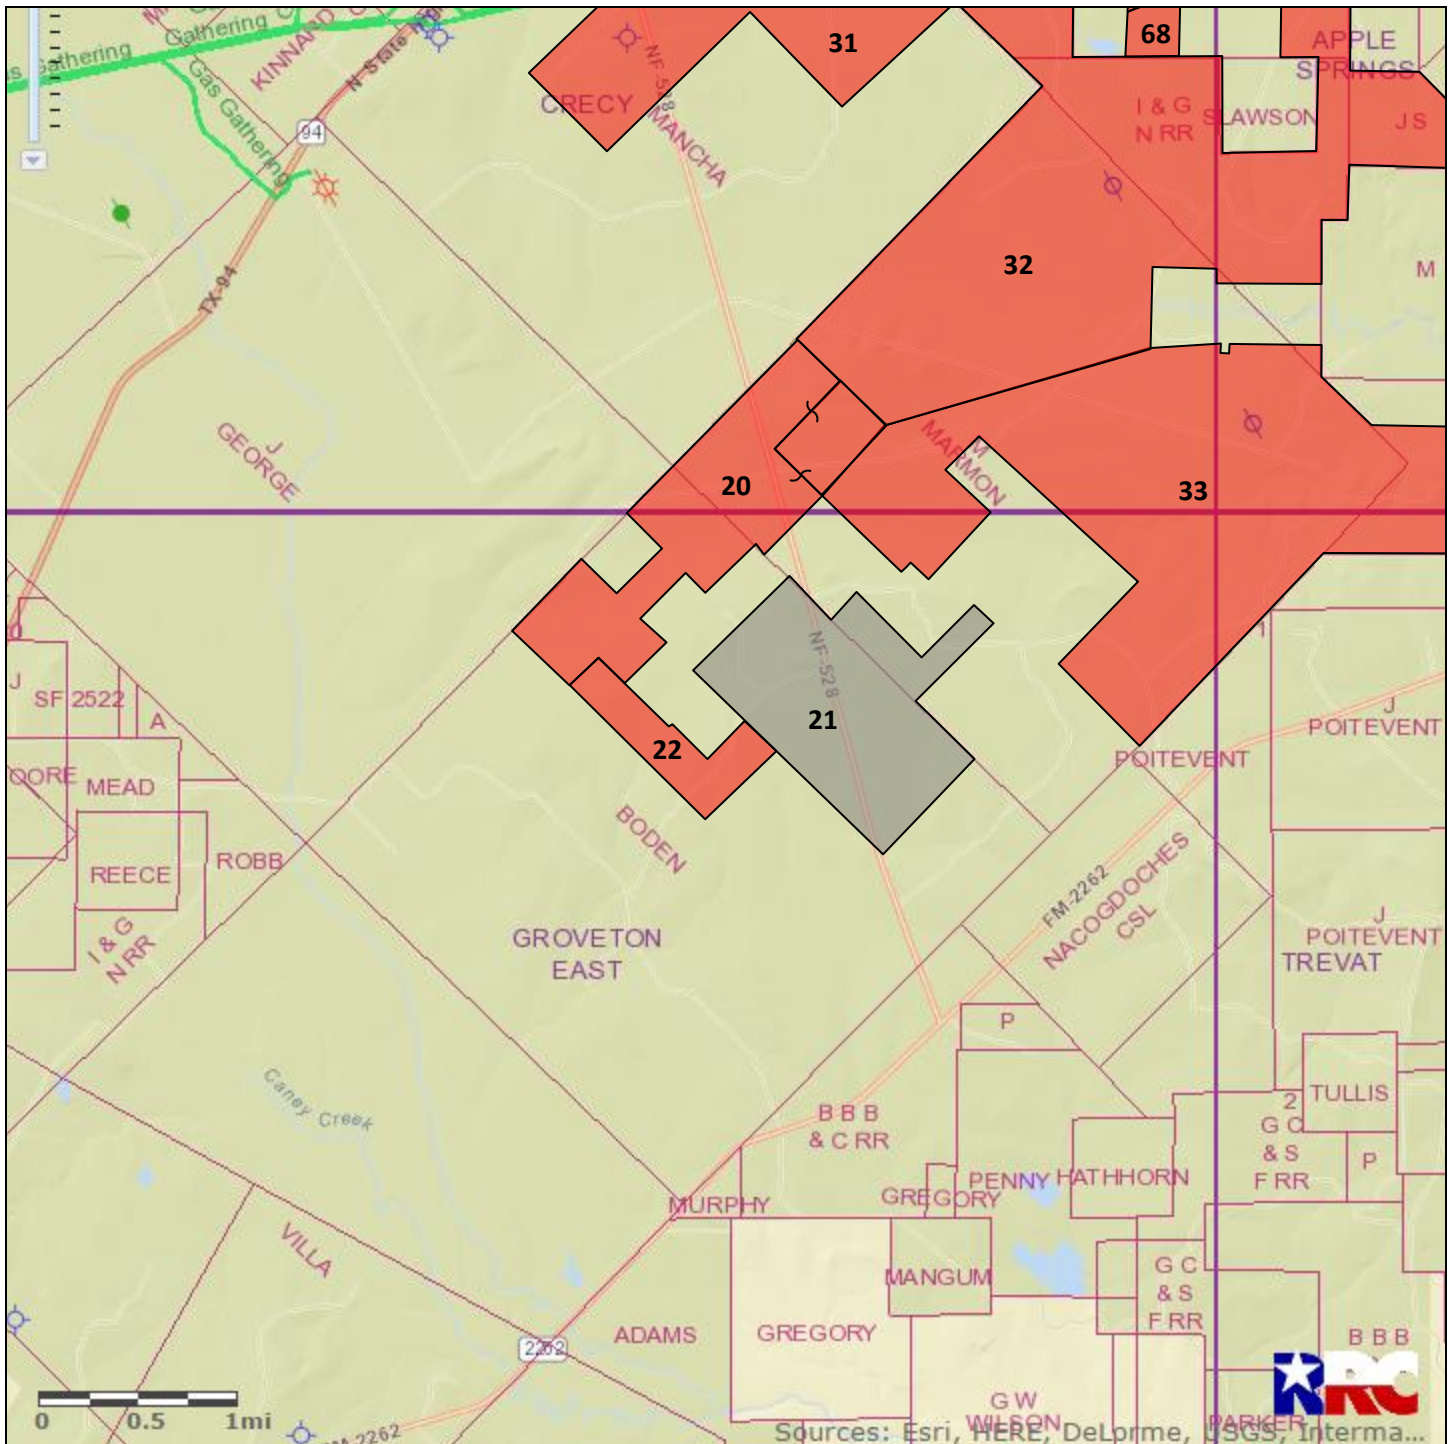 Gathering
Gathering
Gas Gathering
KINNARD
N State
94
TX-94
CRECY
NF-528
MANCHA
31
68
APPLE
SPRINGS
I & G
N RR
SLAWSON
J S
M
32
J
GEORGE
20
M
MARMON
33
NF-528
21
22
BODEN
1
J
POITEVENT
POITEVENT
J
SF 2522
A
MEAD
REECE
ROBB
I & G
N RR
GROVETON
EAST
FM-2262
NACOGDOCHES
CSL
J
POITEVENT
TREVAT
P
Caney Creek
B B B
& C RR
2
G C
& S
F RR
TULLIS
P
MURPHY
GREGORY
PENNY
HATHHORN
VILLA
MANGUM
G C
& S
F RR
ADAMS
GREGORY
2262
B B B
G W
WILSON
PARKER
RRC
0 0.5 1mi
Sources: Esri, HERE, DeLorme, USGS, Interma...